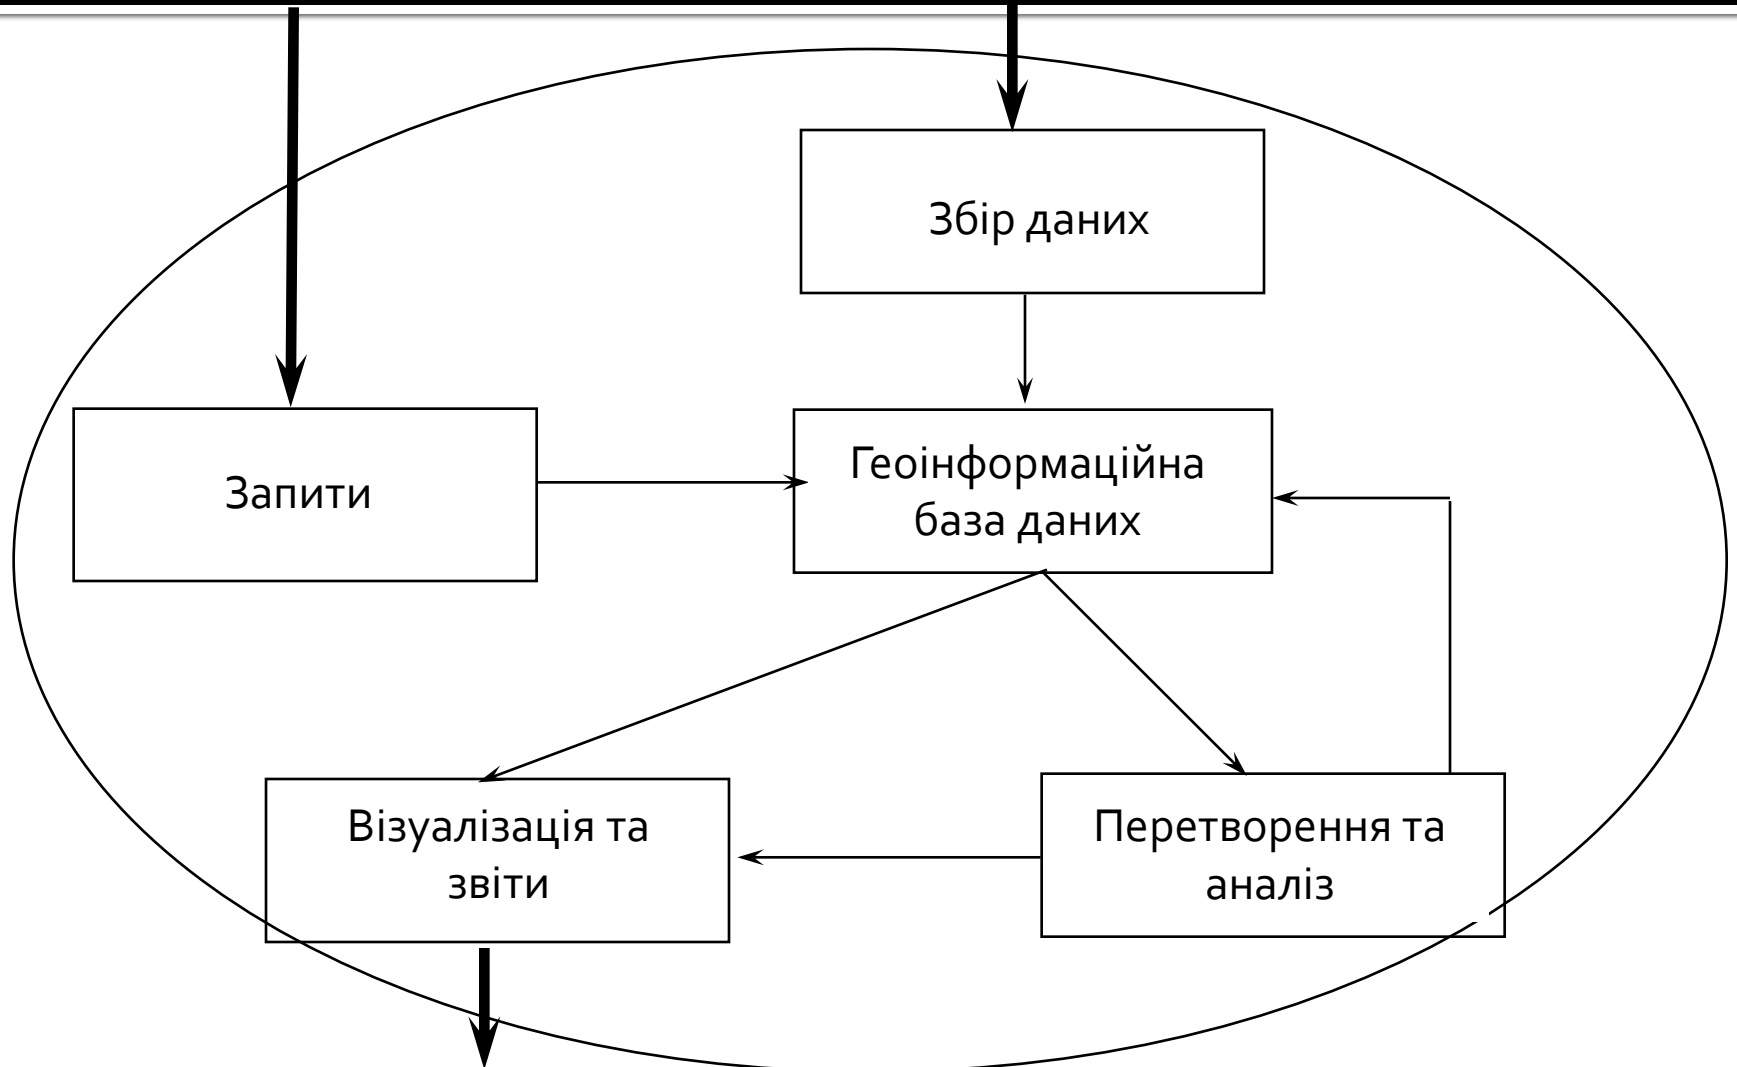 Збір даних
Запити
Геоінформаційна
база даних
Візуалізація та
звіти
Перетворення та
аналіз